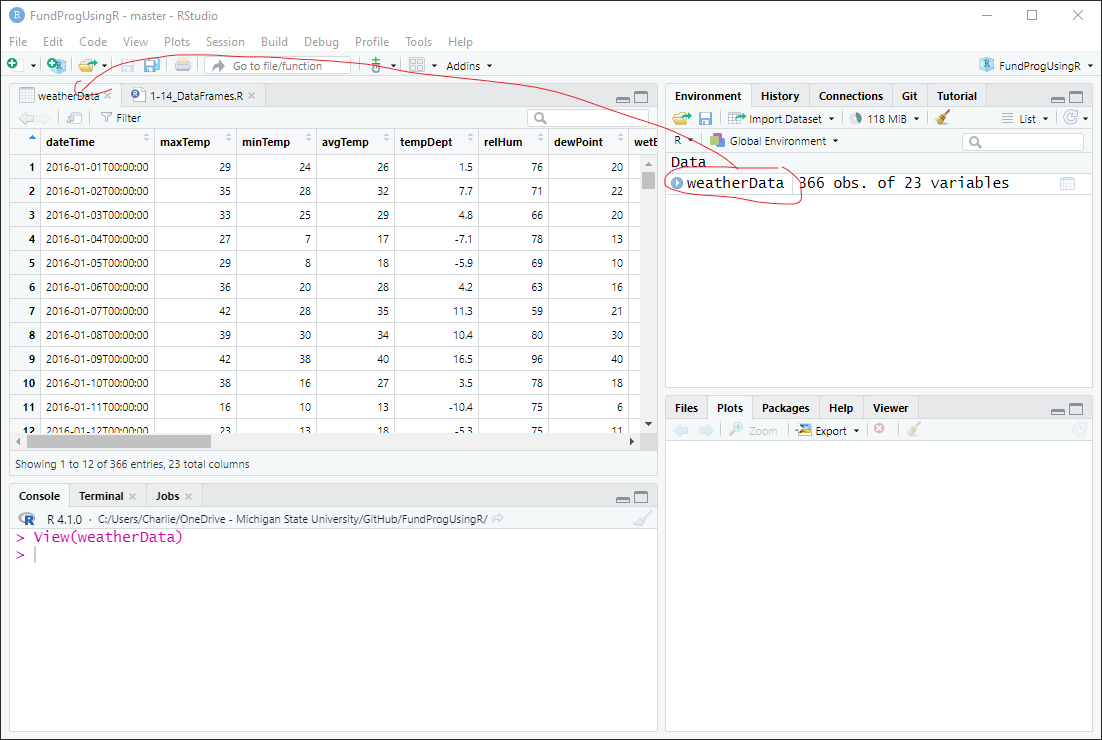 FundProgUsingR - master - RStudio
File Edit Code View Plots Session Build Debug Profile Tools Help
Go to file/function Addins FundProgUsingR
weatherData 1-14_DataFrames.R
Filter
dateTime maxTemp minTemp avgTemp tempDept relHum dewPoint wetB
1 2016-01-01T00:00:00 29 24 26 1.5 76 20
2 2016-01-02T00:00:00 35 28 32 7.7 71 22
3 2016-01-03T00:00:00 33 25 29 4.8 66 20
4 2016-01-04T00:00:00 27 7 17 -7.1 78 13
5 2016-01-05T00:00:00 29 8 18 -5.9 69 10
6 2016-01-06T00:00:00 36 20 28 4.2 63 16
7 2016-01-07T00:00:00 42 28 35 11.3 59 21
8 2016-01-08T00:00:00 39 30 34 10.4 80 30
9 2016-01-09T00:00:00 42 38 40 16.5 96 40
10 2016-01-10T00:00:00 38 16 27 3.5 78 18
11 2016-01-11T00:00:00 16 10 13 -10.4 75 6
12 2016-01-12T00:00:00 23 13 18 -5.3 75 11
Showing 1 to 12 of 366 entries, 23 total columns
Console Terminal Jobs
R R 4.1.0 · C:/Users/Charlie/OneDrive - Michigan State University/GitHub/FundProgUsingR/
> View(weatherData)
>
Environment History Connections Git Tutorial
Import Dataset 118 MiB List
R Global Environment
Data
weatherData 366 obs. of 23 variables
Files Plots Packages Help Viewer
Zoom Export